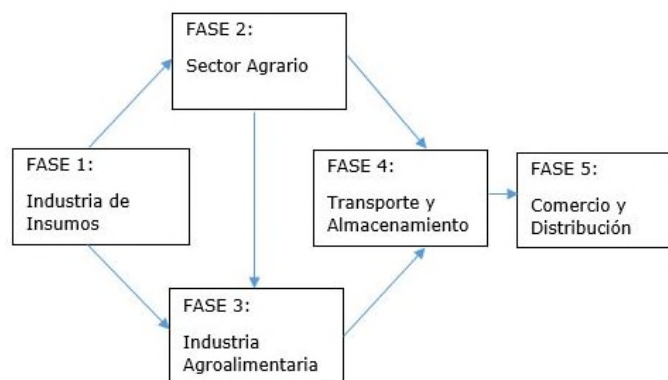 FASE 1:
Industria de
Insumos
FASE 2:
Sector Agrario
FASE 3:
Industria
Agroalimentaria
FASE 4:
Transporte y
Almacenamiento
FASE 5:
Comercio y
Distribución